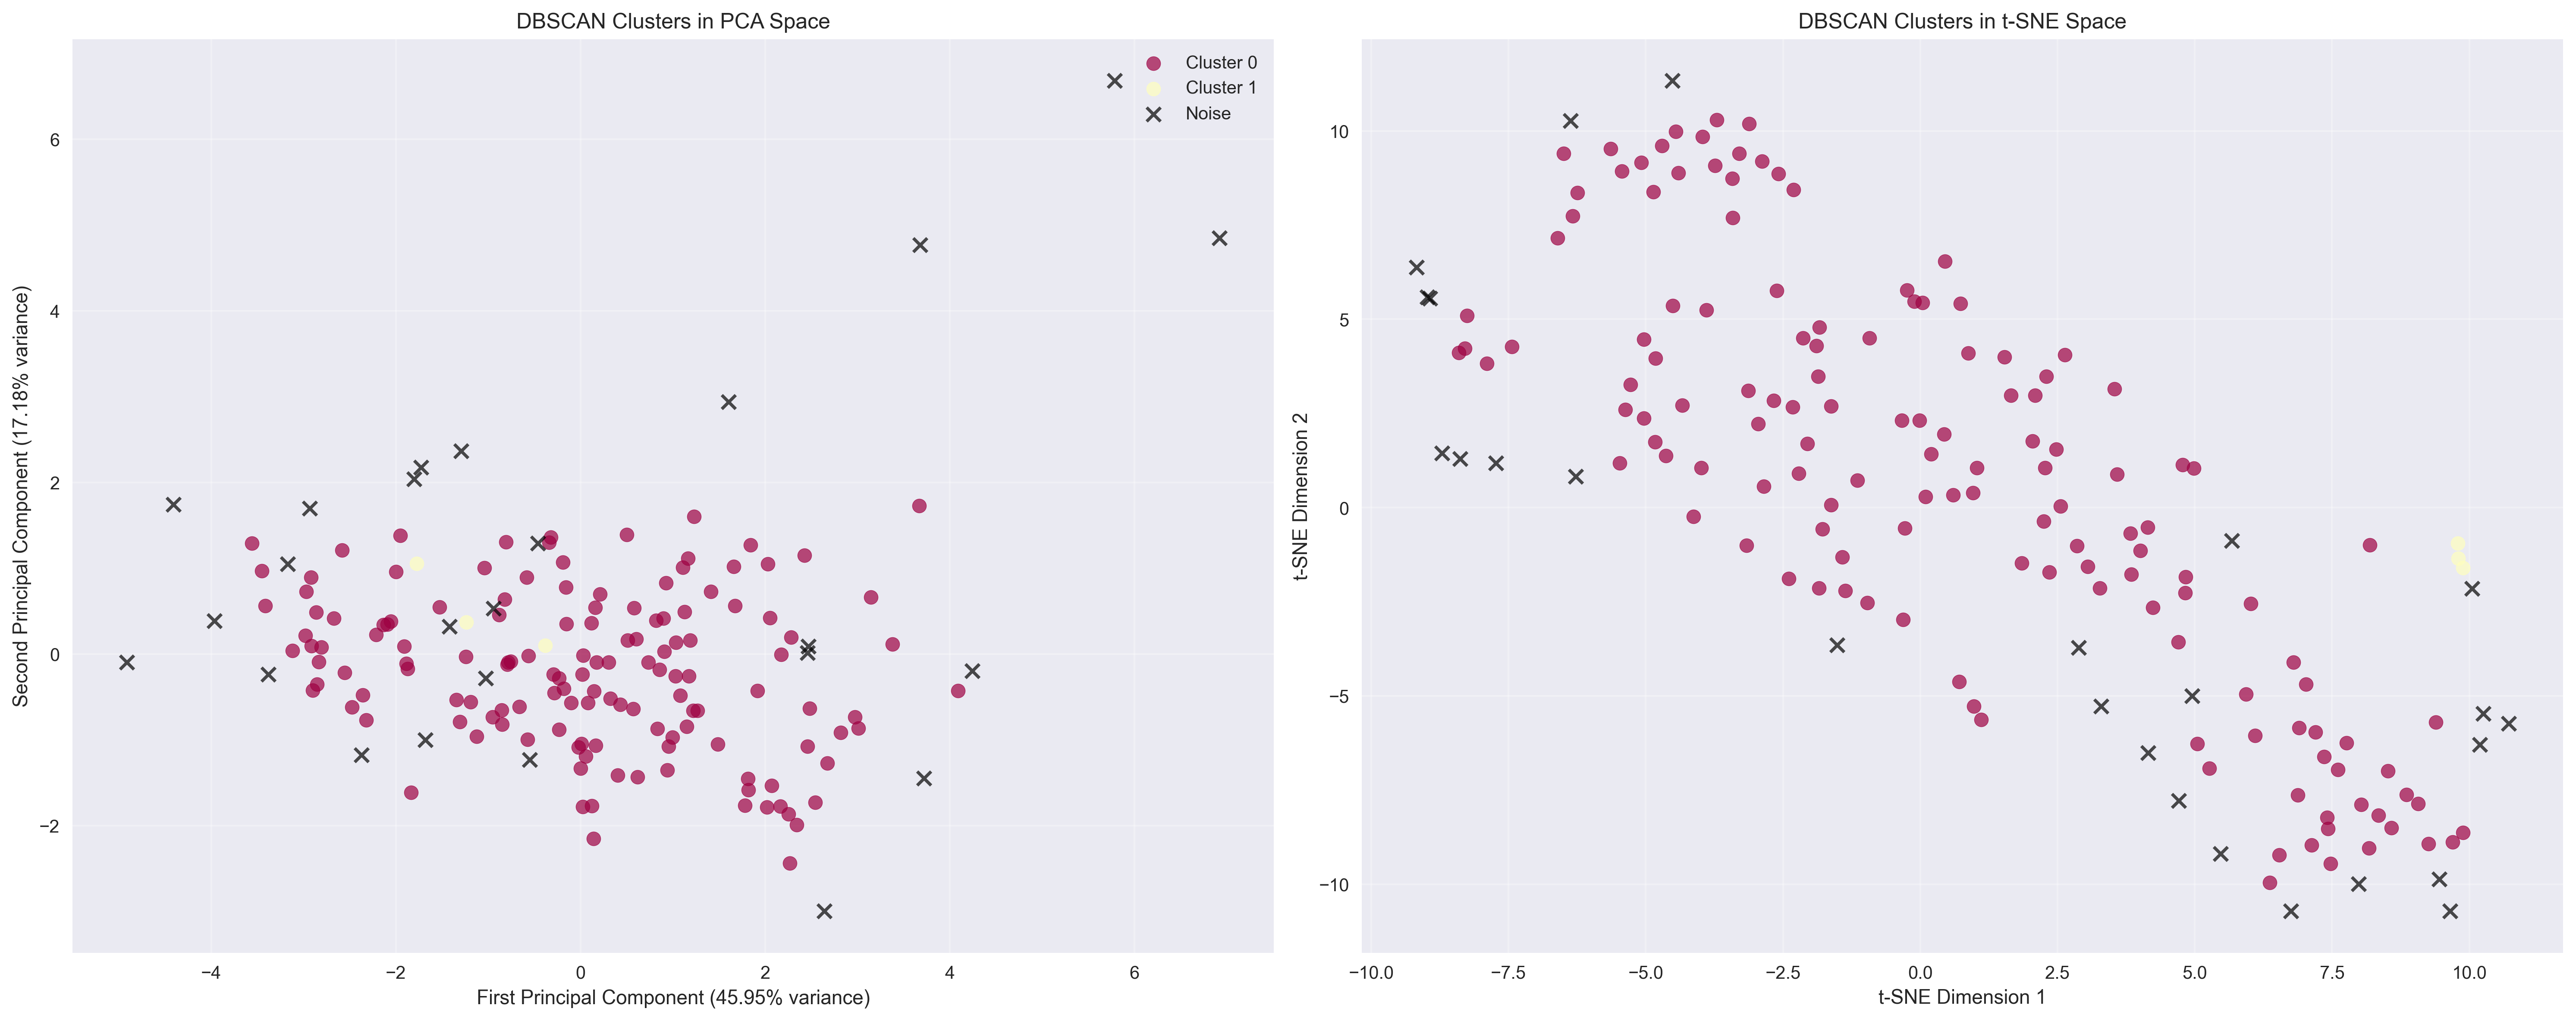 DBSCAN Clusters in PCA Space
Cluster 0
Cluster 1
Noise
Second Principal Component (17.18% variance)
6
4
2
0
−2
−4
−2
0
2
4
6
First Principal Component (45.95% variance)
DBSCAN Clusters in t-SNE Space
t-SNE Dimension 2
10
5
0
−5
−10
−10.0
−7.5
−5.0
−2.5
0.0
2.5
5.0
7.5
10.0
t-SNE Dimension 1